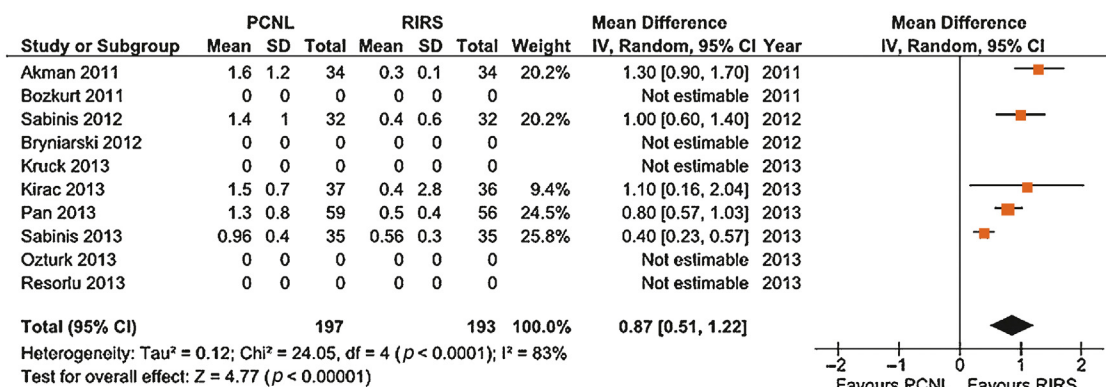 PCNL RIRS Mean Difference Mean Difference
Study or Subgroup Mean SD Total Mean SD Total Weight IV, Random, 95% CI Year IV, Random, 95% CI
Akman 2011 1.6 1.2 34 0.3 0.1 34 20.2% 1.30 [0.90, 1.70] 2011
Bozkurt 2011 0 0 0 0 0 0 Not estimable 2011
Sabinis 2012 1.4 1 32 0.4 0.6 32 20.2% 1.00 [0.60, 1.40] 2012
Bryniarski 2012 0 0 0 0 0 0 Not estimable 2012
Kruck 2013 0 0 0 0 0 0 Not estimable 2013
Kirac 2013 1.5 0.7 37 0.4 2.8 36 9.4% 1.10 [0.16, 2.04] 2013
Pan 2013 1.3 0.8 59 0.5 0.4 56 24.5% 0.80 [0.57, 1.03] 2013
Sabinis 2013 0.96 0.4 35 0.56 0.3 35 25.8% 0.40 [0.23, 0.57] 2013
Ozturk 2013 0 0 0 0 0 0 Not estimable 2013
Resorlu 2013 0 0 0 0 0 0 Not estimable 2013
Total (95% CI) 197 193 100.0% 0.87 [0.51, 1.22]
Heterogeneity: Tau² = 0.12; Chi² = 24.05, df = 4 (p < 0.0001); I² = 83%
Test for overall effect: Z = 4.77 (p < 0.00001)
−2 −1 0 1 2
Favours PCNL Favours RIRS